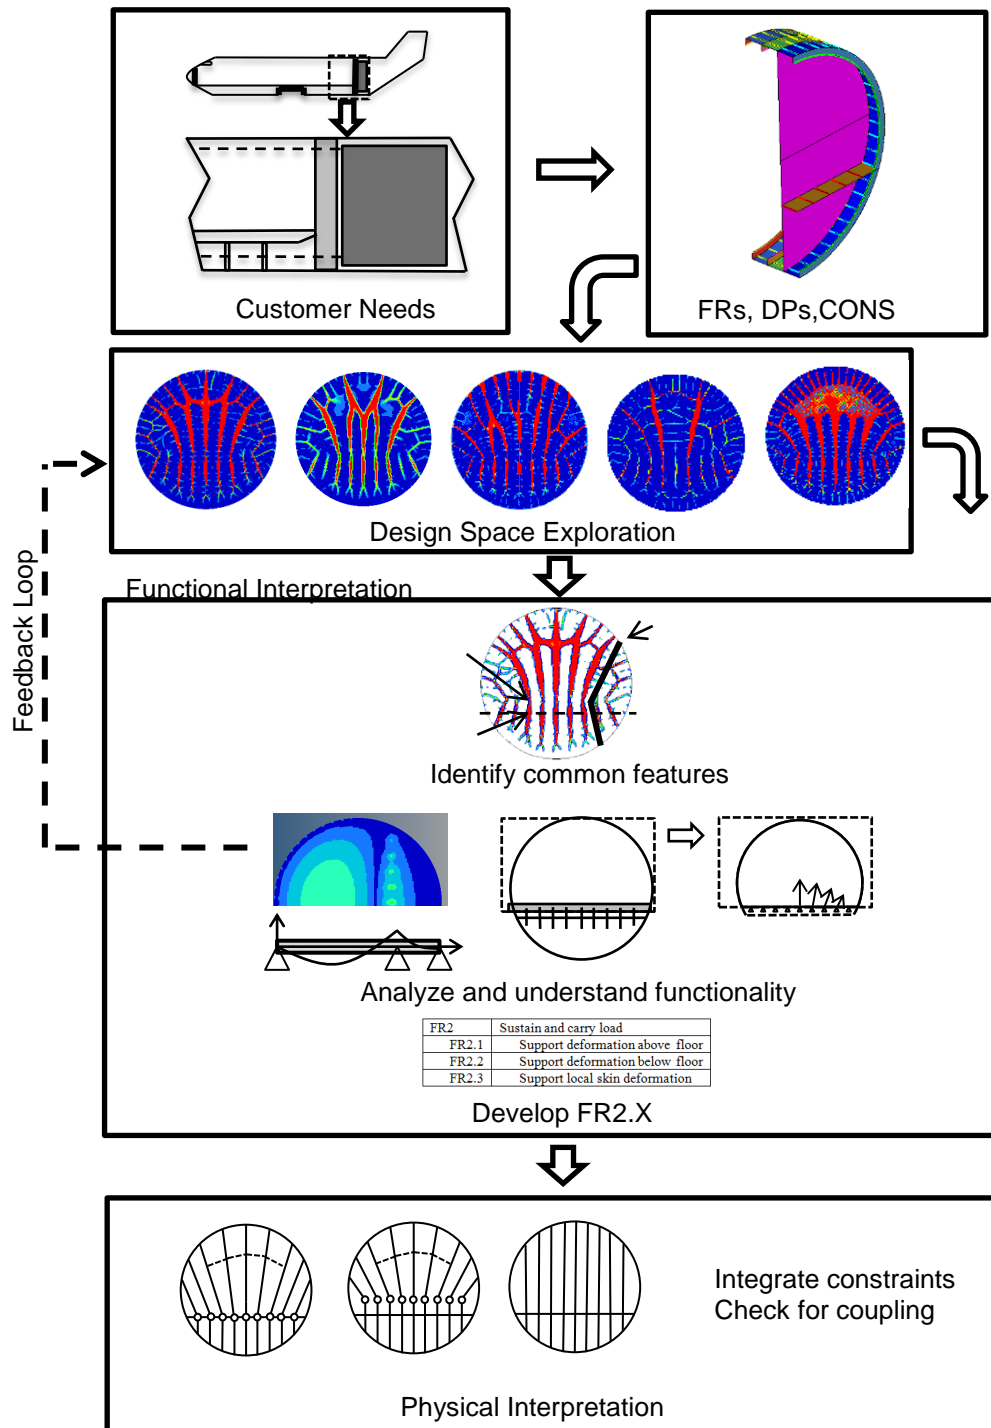 Customer Needs
FRs, DPs,CONS
Design Space Exploration
Feedback Loop
Functional Interpretation
Identify common features
Analyze and understand functionality
FR2 Sustain and carry load
FR2.1 Support deformation above floor
FR2.2 Support deformation below floor
FR2.3 Support local skin deformation
Develop FR2.X
Integrate constraints
Check for coupling
Physical Interpretation